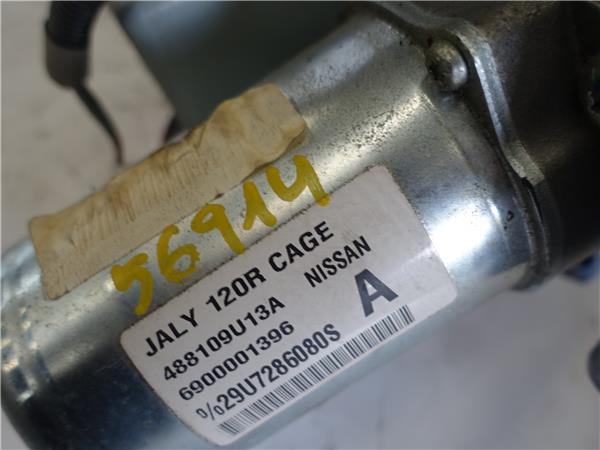 56914
JALY 120R CAGE
488109U13A NISSAN
6900001396 A
%29U7286080S